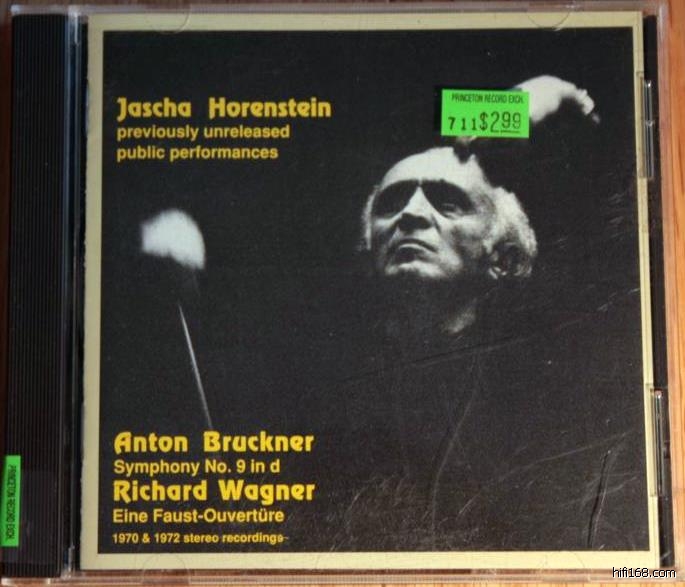 Jascha Horenstein
previously unreleased
public performances
PRINCETON RECORD EXCH.
711$2.99
Anton Bruckner
Symphony No. 9 in d
Richard Wagner
Eine Faust-Ouvertüre
1970 & 1972 stereo recordings
PRINCETON RECORD EXCH.
hifi168.com